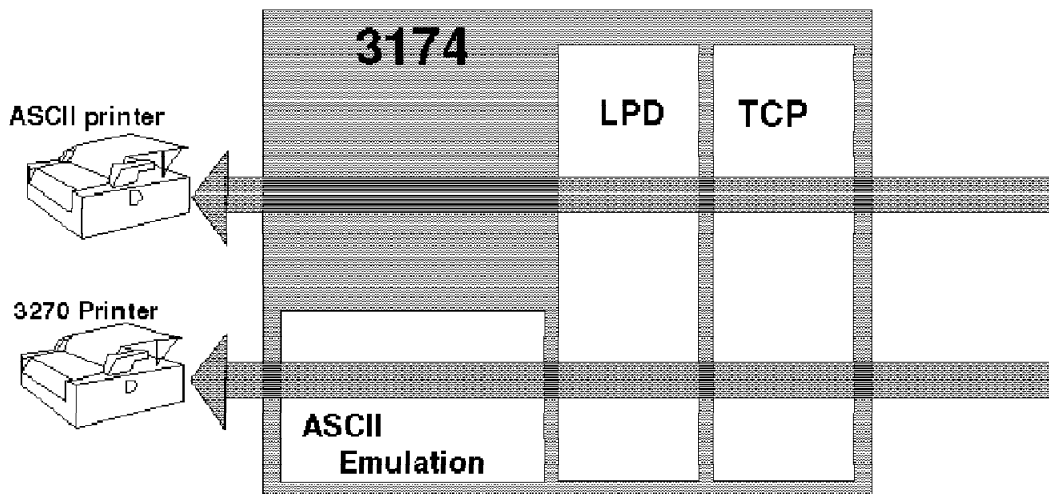 3174
LPD
TCP
ASCII printer
3270 Printer
ASCII
Emulation